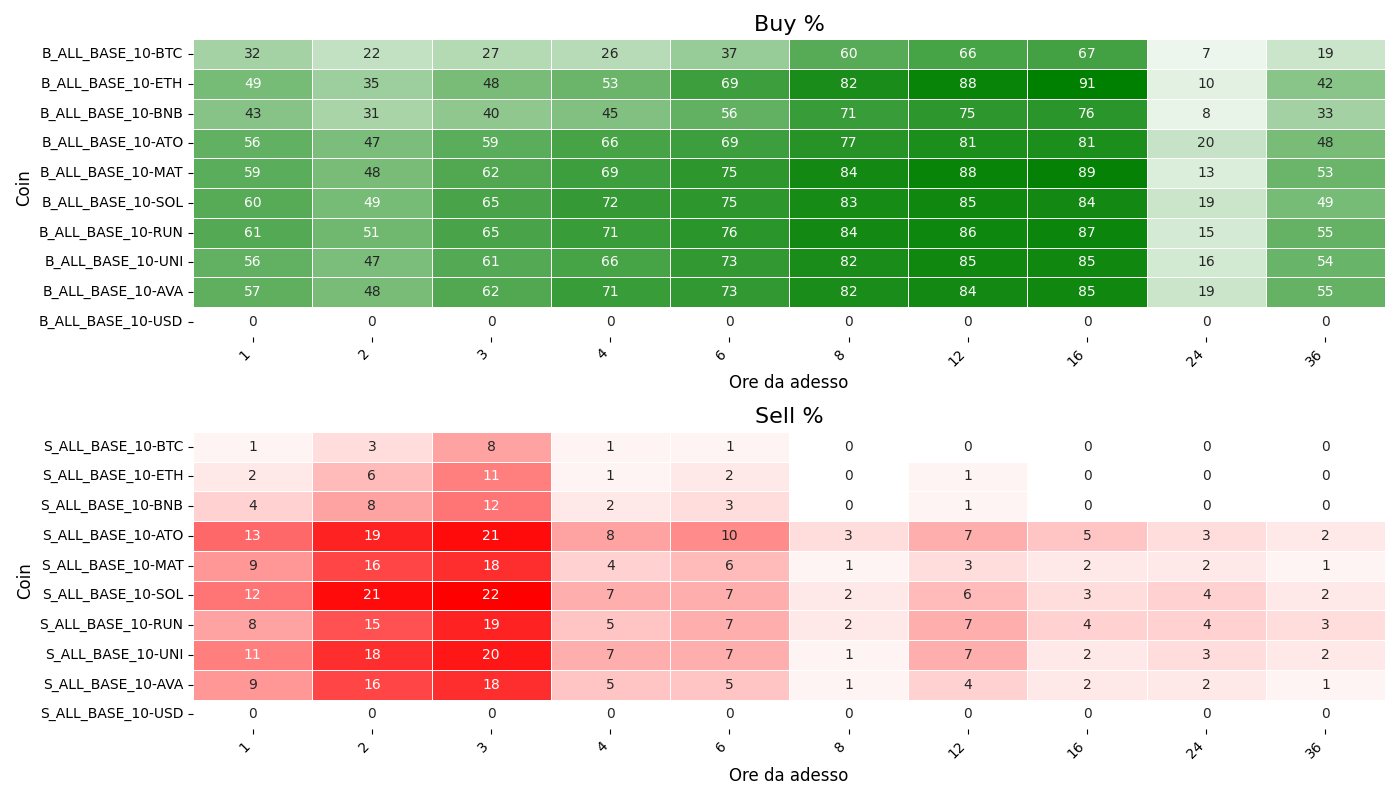 Buy %
Coin
B_ALL_BASE_10-BTC 32 22 27 26 37 60 66 67 7 19
B_ALL_BASE_10-ETH 49 35 48 53 69 82 88 91 10 42
B_ALL_BASE_10-BNB 43 31 40 45 56 71 75 76 8 33
B_ALL_BASE_10-ATO 56 47 59 66 69 77 81 81 20 48
B_ALL_BASE_10-MAT 59 48 62 69 75 84 88 89 13 53
B_ALL_BASE_10-SOL 60 49 65 72 75 83 85 84 19 49
B_ALL_BASE_10-RUN 61 51 65 71 76 84 86 87 15 55
B_ALL_BASE_10-UNI 56 47 61 66 73 82 85 85 16 54
B_ALL_BASE_10-AVA 57 48 62 71 73 82 84 85 19 55
B_ALL_BASE_10-USD 0 0 0 0 0 0 0 0 0 0
1 2 3 4 6 8 12 16 24 36
Ore da adesso
Sell %
Coin
S_ALL_BASE_10-BTC 1 3 8 1 1 0 0 0 0 0
S_ALL_BASE_10-ETH 2 6 11 1 2 0 1 0 0 0
S_ALL_BASE_10-BNB 4 8 12 2 3 0 1 0 0 0
S_ALL_BASE_10-ATO 13 19 21 8 10 3 7 5 3 2
S_ALL_BASE_10-MAT 9 16 18 4 6 1 3 2 2 1
S_ALL_BASE_10-SOL 12 21 22 7 7 2 6 3 4 2
S_ALL_BASE_10-RUN 8 15 19 5 7 2 7 4 4 3
S_ALL_BASE_10-UNI 11 18 20 7 7 1 7 2 3 2
S_ALL_BASE_10-AVA 9 16 18 5 5 1 4 2 2 1
S_ALL_BASE_10-USD 0 0 0 0 0 0 0 0 0 0
1 2 3 4 6 8 12 16 24 36
Ore da adesso